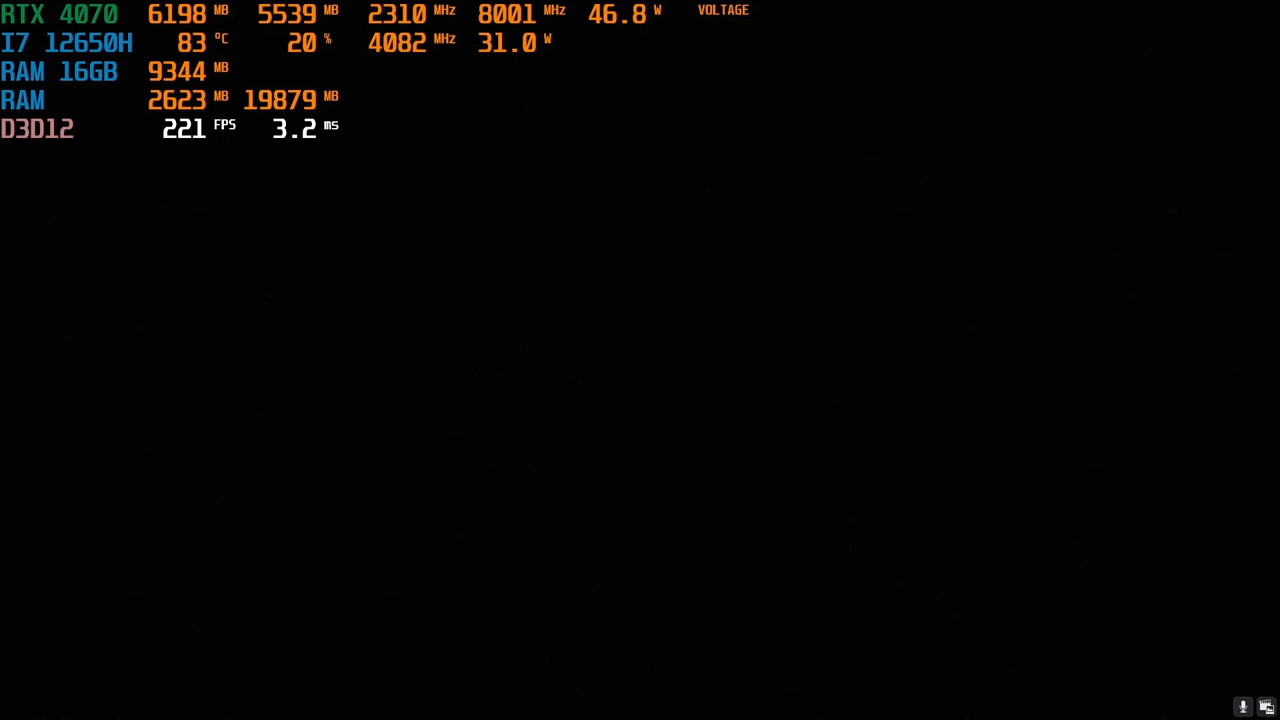 RTX 4070 6198 MB 5539 MB 2310 MHz 8001 MHz 46.8 W VOLTAGE
I7 12650H 83 °C 20 % 4082 MHz 31.0 W
RAM 16GB 9344 MB
RAM 2623 MB 19879 MB
D3D12 221 FPS 3.2 ms